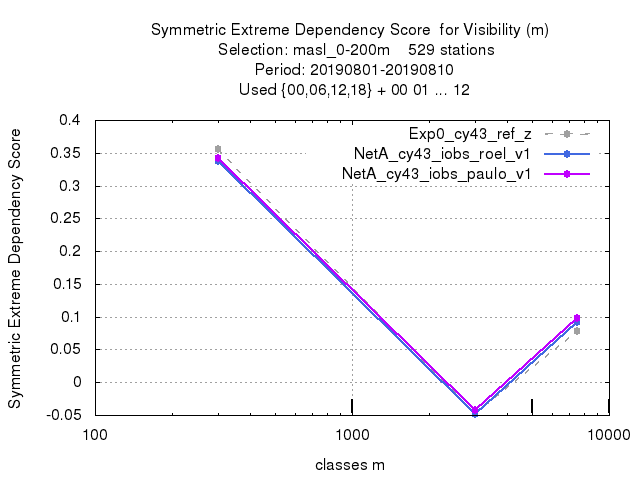 Symmetric Extreme Dependency Score  for Visibility (m)
Selection: masl_0-200m    529 stations
Period: 20190801-20190810
Used {00,06,12,18} + 00 01 ... 12
Symmetric Extreme Dependency Score
0.4
0.35
0.3
0.25
0.2
0.15
0.1
0.05
0
-0.05
Exp0_cy43_ref_z
NetA_cy43_iobs_roel_v1
NetA_cy43_iobs_paulo_v1
100 1000 10000
classes m